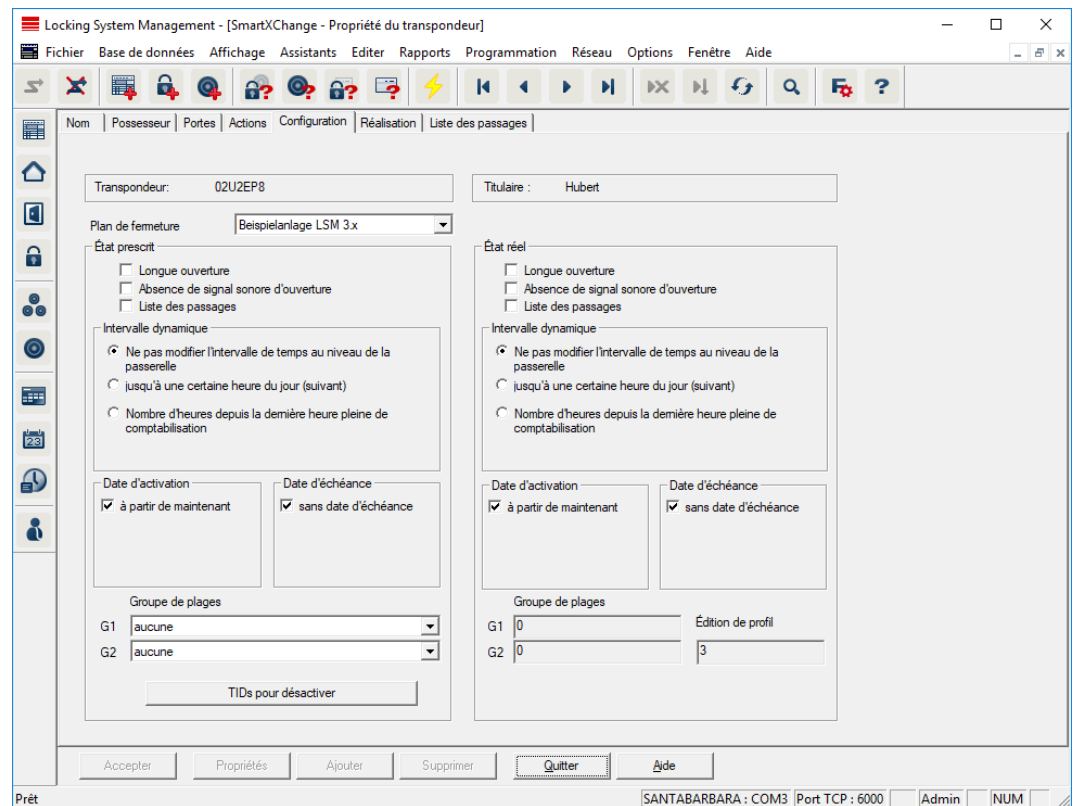 Locking System Management - [SmartXChange - Propriété du transpondeur]
Fichier Base de données Affichage Assistants Editer Rapports Programmation Réseau Options Fenêtre Aide
Nom Possesseur Portes Actions Configuration Réalisation Liste des passages
Transpondeur: 02U2EP8
Titulaire : Hubert
Plan de fermeture Beispielanlage LSM 3.x
État prescrit
Longue ouverture
Absence de signal sonore d'ouverture
Liste des passages
Intervalle dynamique
Ne pas modifier l'intervalle de temps au niveau de la
passerelle
jusqu'à une certaine heure du jour (suivant)
Nombre d'heures depuis la dernière heure pleine de
comptabilisation
Date d'activation
à partir de maintenant
Date d'échéance
sans date d'échéance
Groupe de plages
G1 aucune
G2 aucune
TIDs pour désactiver
État réel
Longue ouverture
Absence de signal sonore d'ouverture
Liste des passages
Intervalle dynamique
Ne pas modifier l'intervalle de temps au niveau de la
passerelle
jusqu'à une certaine heure du jour (suivant)
Nombre d'heures depuis la dernière heure pleine de
comptabilisation
Date d'activation
à partir de maintenant
Date d'échéance
sans date d'échéance
Groupe de plages
G1 0
G2 0
Édition de profil
3
Accepter Propriétés Ajouter Supprimer Quitter Aide
Prêt SANTABARBARA : COM3 Port TCP : 6000 Admin NUM
23